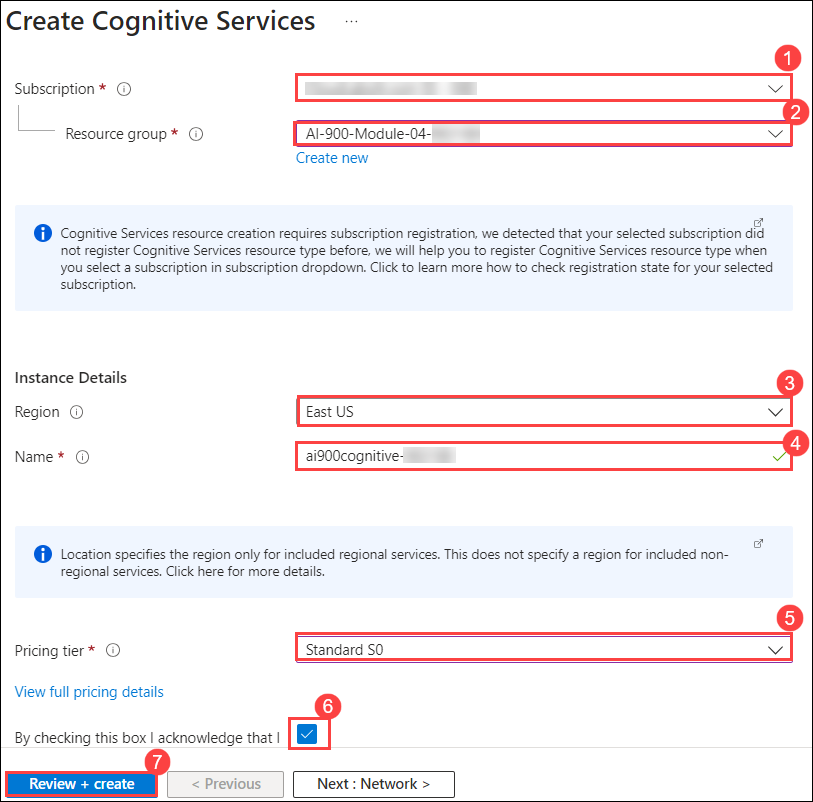 Create Cognitive Services ...
1
Subscription *
2
Resource group * AI-900-Module-04-
Create new
Cognitive Services resource creation requires subscription registration, we detected that your selected subscription did
not register Cognitive Services resource type before, we will help you to register Cognitive Services resource type when
you select a subscription in subscription dropdown. Click to learn more how to check registration state for your selected
subscription.
Instance Details
3
Region East US
4
Name * ai900cognitive-
Location specifies the region only for included regional services. This does not specify a region for included non-
regional services. Click here for more details.
5
Pricing tier * Standard S0
View full pricing details
6
By checking this box I acknowledge that I
7
Review + create < Previous Next : Network >